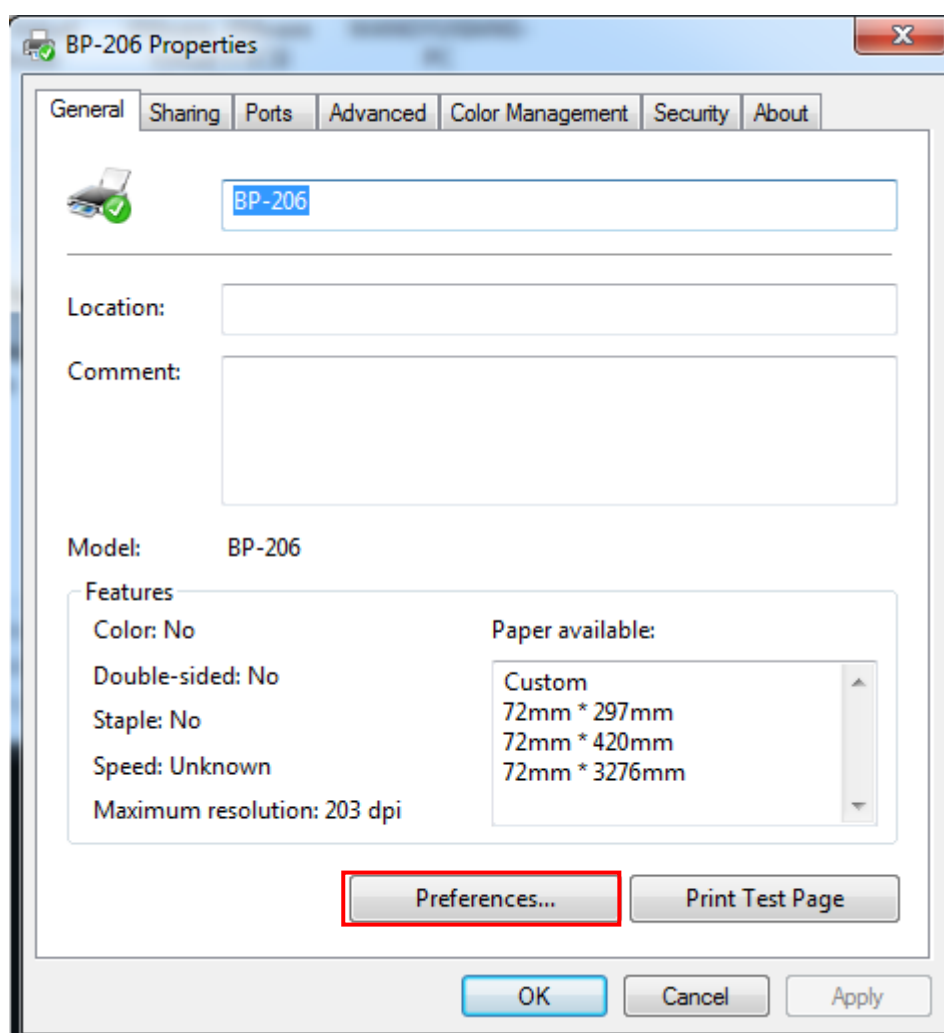 BP-206 Properties
General Sharing Ports Advanced Color Management Security About
BP-206
Location:
Comment:
Model: BP-206
Features
Color: No
Double-sided: No
Staple: No
Speed: Unknown
Maximum resolution: 203 dpi
Paper available:
Custom
72mm * 297mm
72mm * 420mm
72mm * 3276mm
Preferences... Print Test Page
OK Cancel Apply